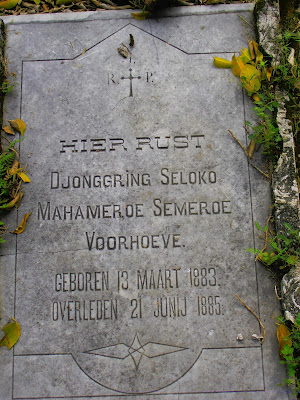 R † P.
HIER RUST
DJONGGRING SELOKO
MAHAMEROE SEMEROE
VOORHOEVE.
GEBOREN 13 MAART 1883.
OVERLEDEN 21 JUNIJ 1885.